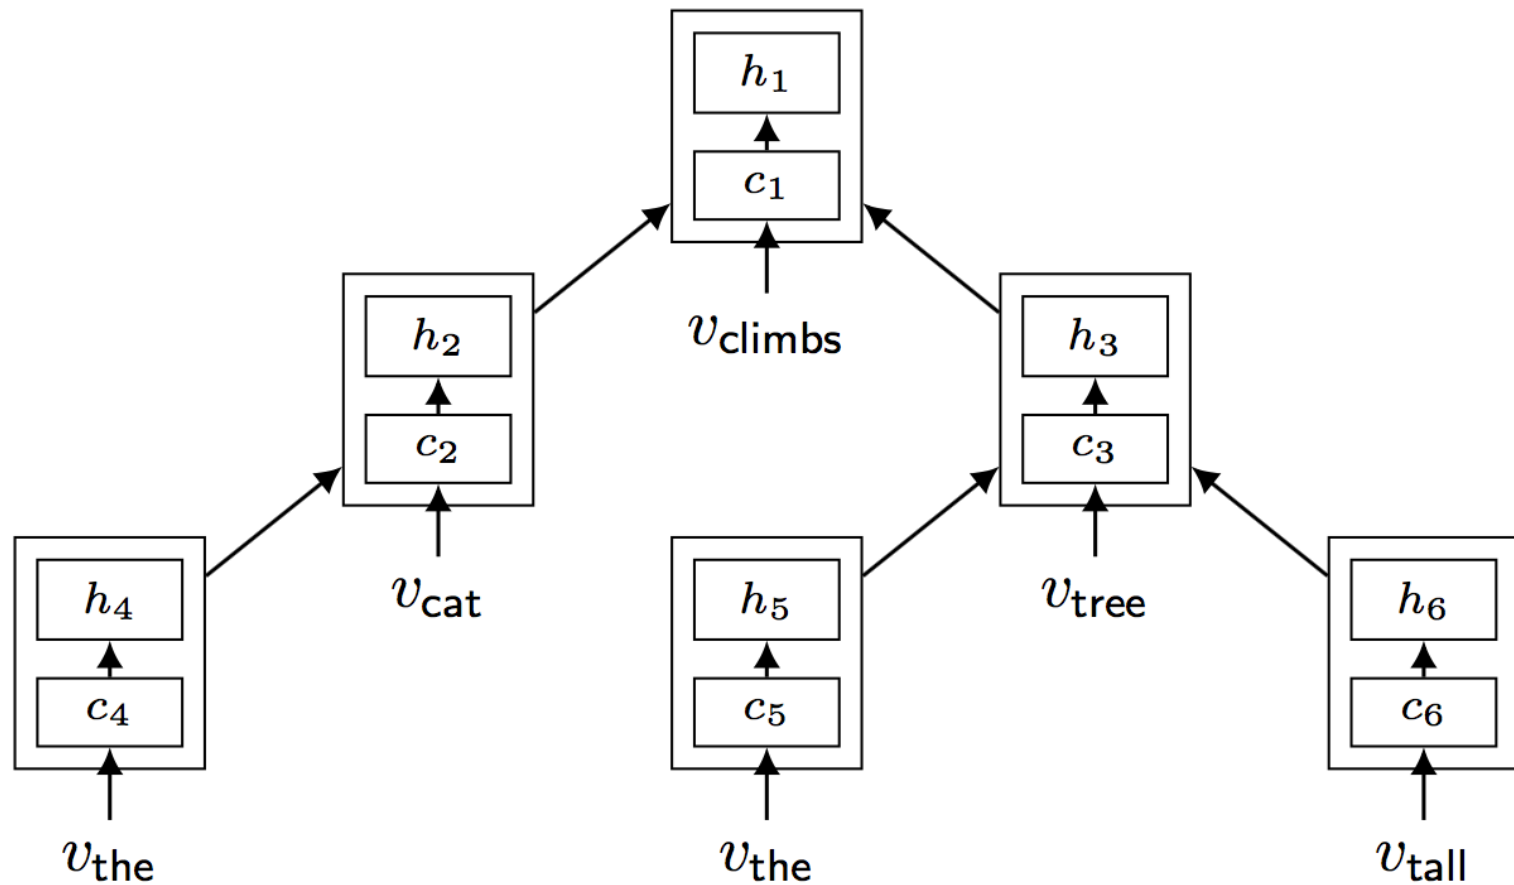 h₁
c₁
v_climbs
h₂ h₃
c₂ c₃
v_cat v_tree
h₄ h₅ h₆
c₄ c₅ c₆
v_the v_the v_tall